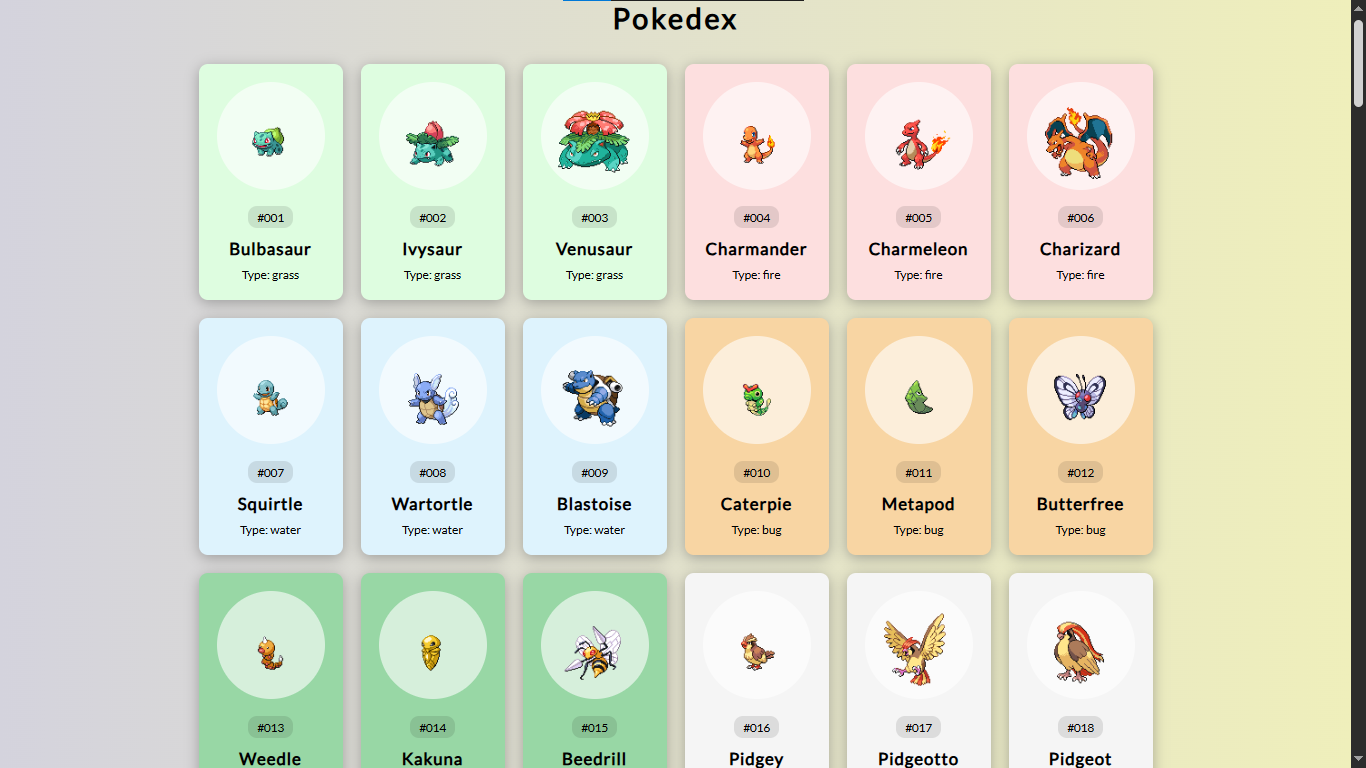 Pokedex
#001 #002 #003 #004 #005 #006
Bulbasaur Ivysaur Venusaur Charmander Charmeleon Charizard
Type: grass Type: grass Type: grass Type: fire Type: fire Type: fire
#007 #008 #009 #010 #011 #012
Squirtle Wartortle Blastoise Caterpie Metapod Butterfree
Type: water Type: water Type: water Type: bug Type: bug Type: bug
#013 #014 #015 #016 #017 #018
Weedle Kakuna Beedrill Pidgey Pidgeotto Pidgeot